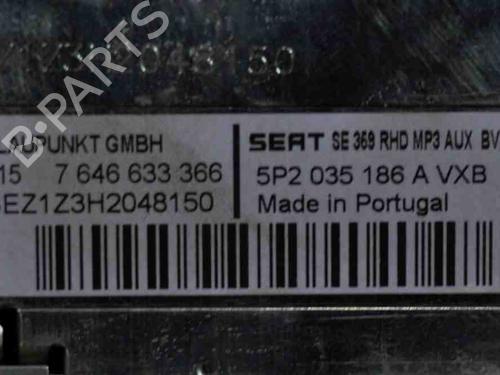 LAUPUNKT GMBH
15 7 646 633 366
EZ1Z3H2048150
SEAT SE 369 RHD MP3 AUX BV
5P2 035 186 A VXB
Made in Portugal